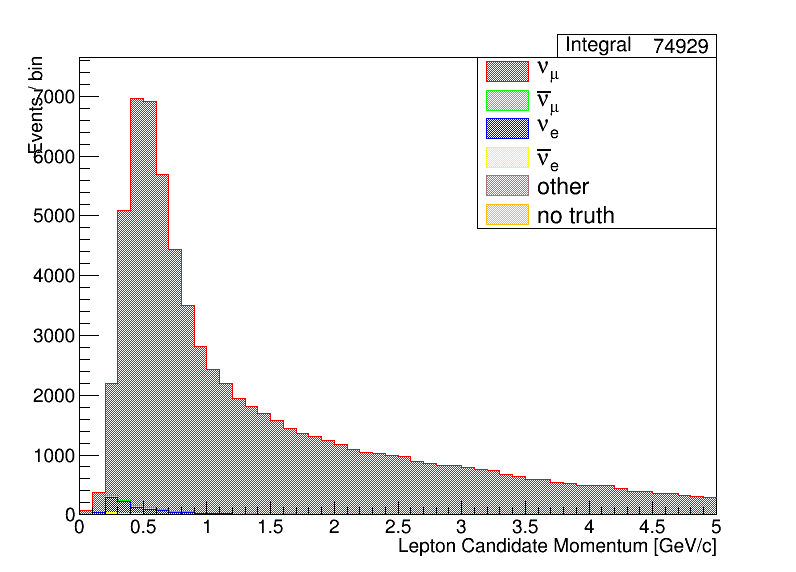 Integral 74929
Events / bin
ν_μ
ν̅_μ
ν_e
ν̅_e
other
no truth
7000
6000
5000
4000
3000
2000
1000
0
0 0.5 1 1.5 2 2.5 3 3.5 4 4.5 5
Lepton Candidate Momentum [GeV/c]